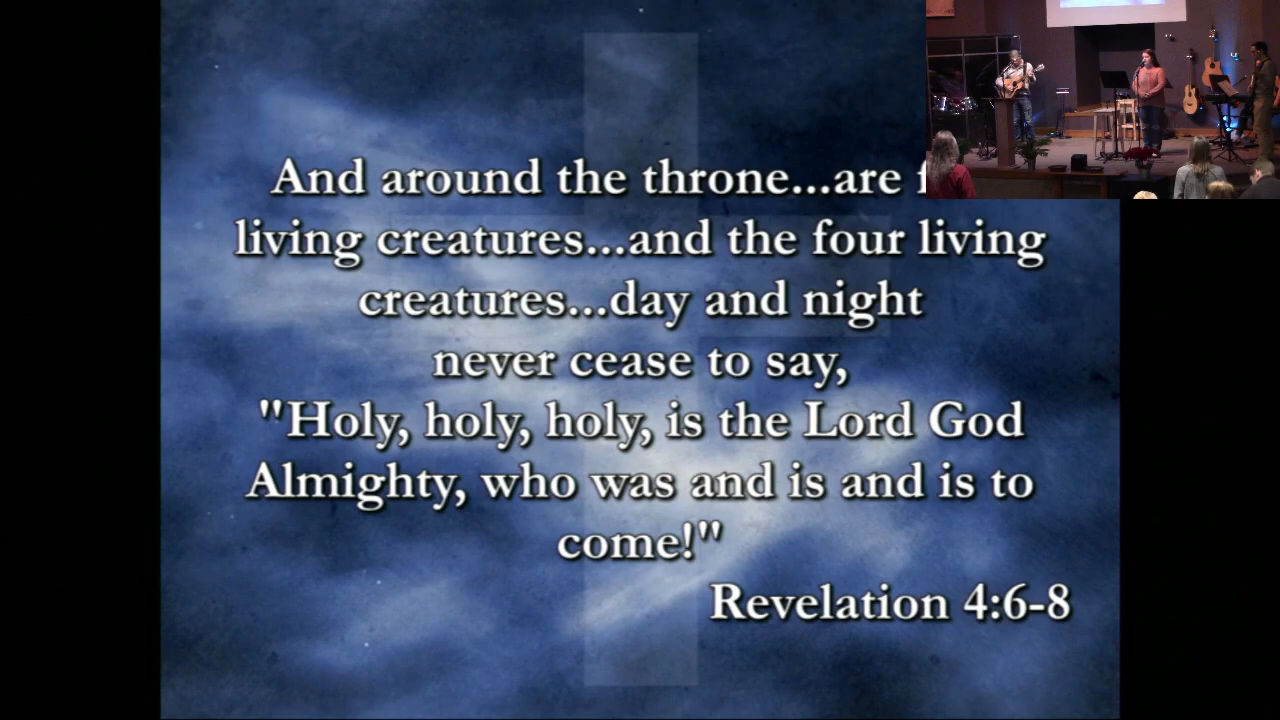 And around the throne...are
living creatures...and the four living
creatures...day and night
never cease to say,
"Holy, holy, holy, is the Lord God
Almighty, who was and is and is to
come!"
Revelation 4:6-8